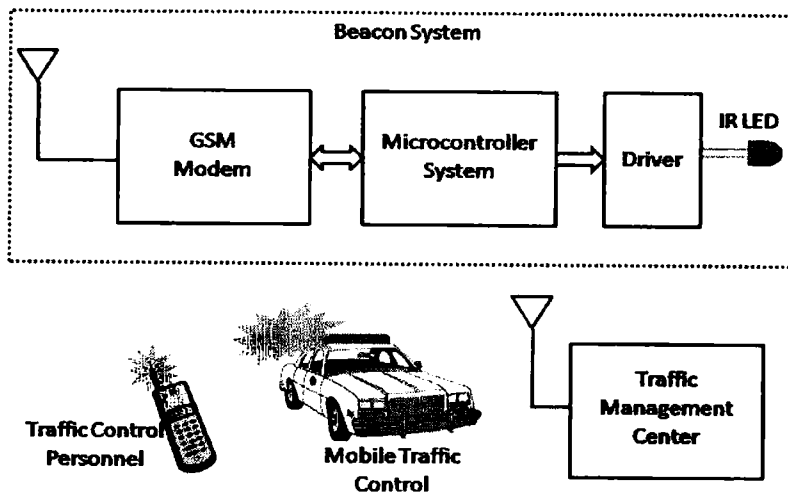 Beacon System
GSM
Modem
Microcontroller
System
Driver
IR LED
Traffic Control
Personnel
Mobile Traffic
Control
Traffic
Management
Center